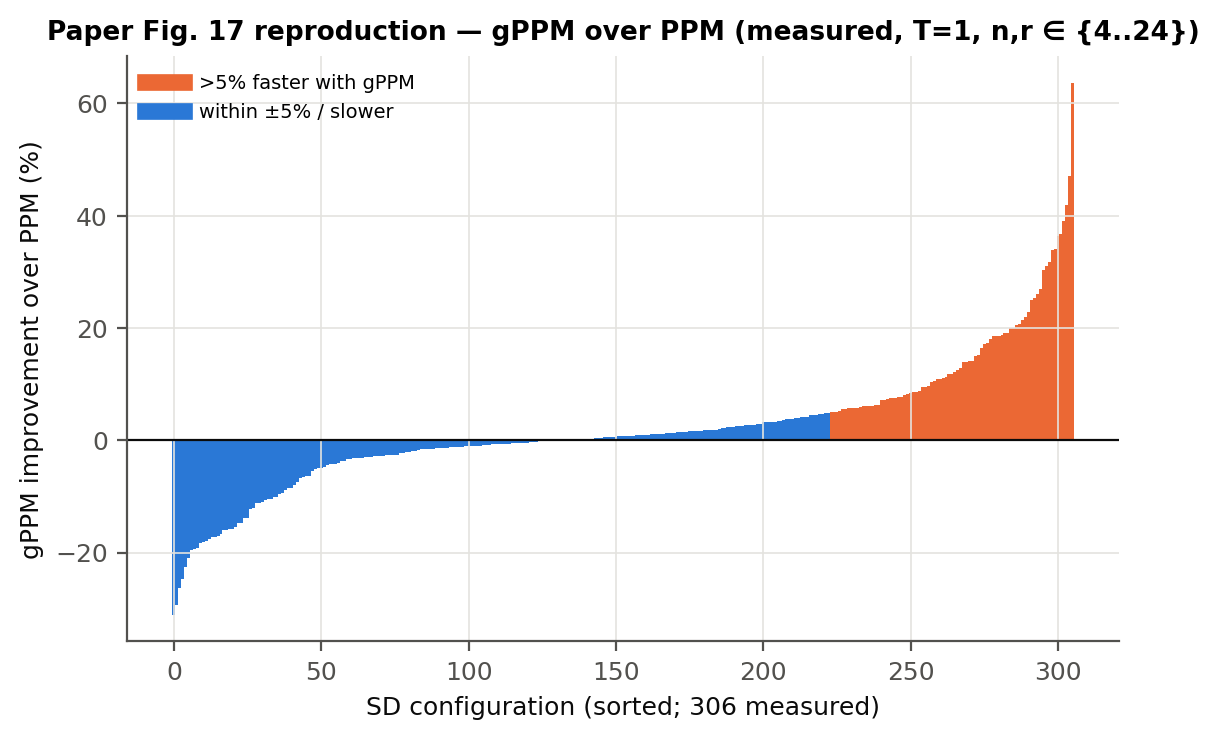 Paper Fig. 17 reproduction — gPPM over PPM (measured, T=1, n,r ∈ {4..24})
>5% faster with gPPM
within ±5% / slower
gPPM improvement over PPM (%)
60
40
20
0
−20
0 50 100 150 200 250 300
SD configuration (sorted; 306 measured)